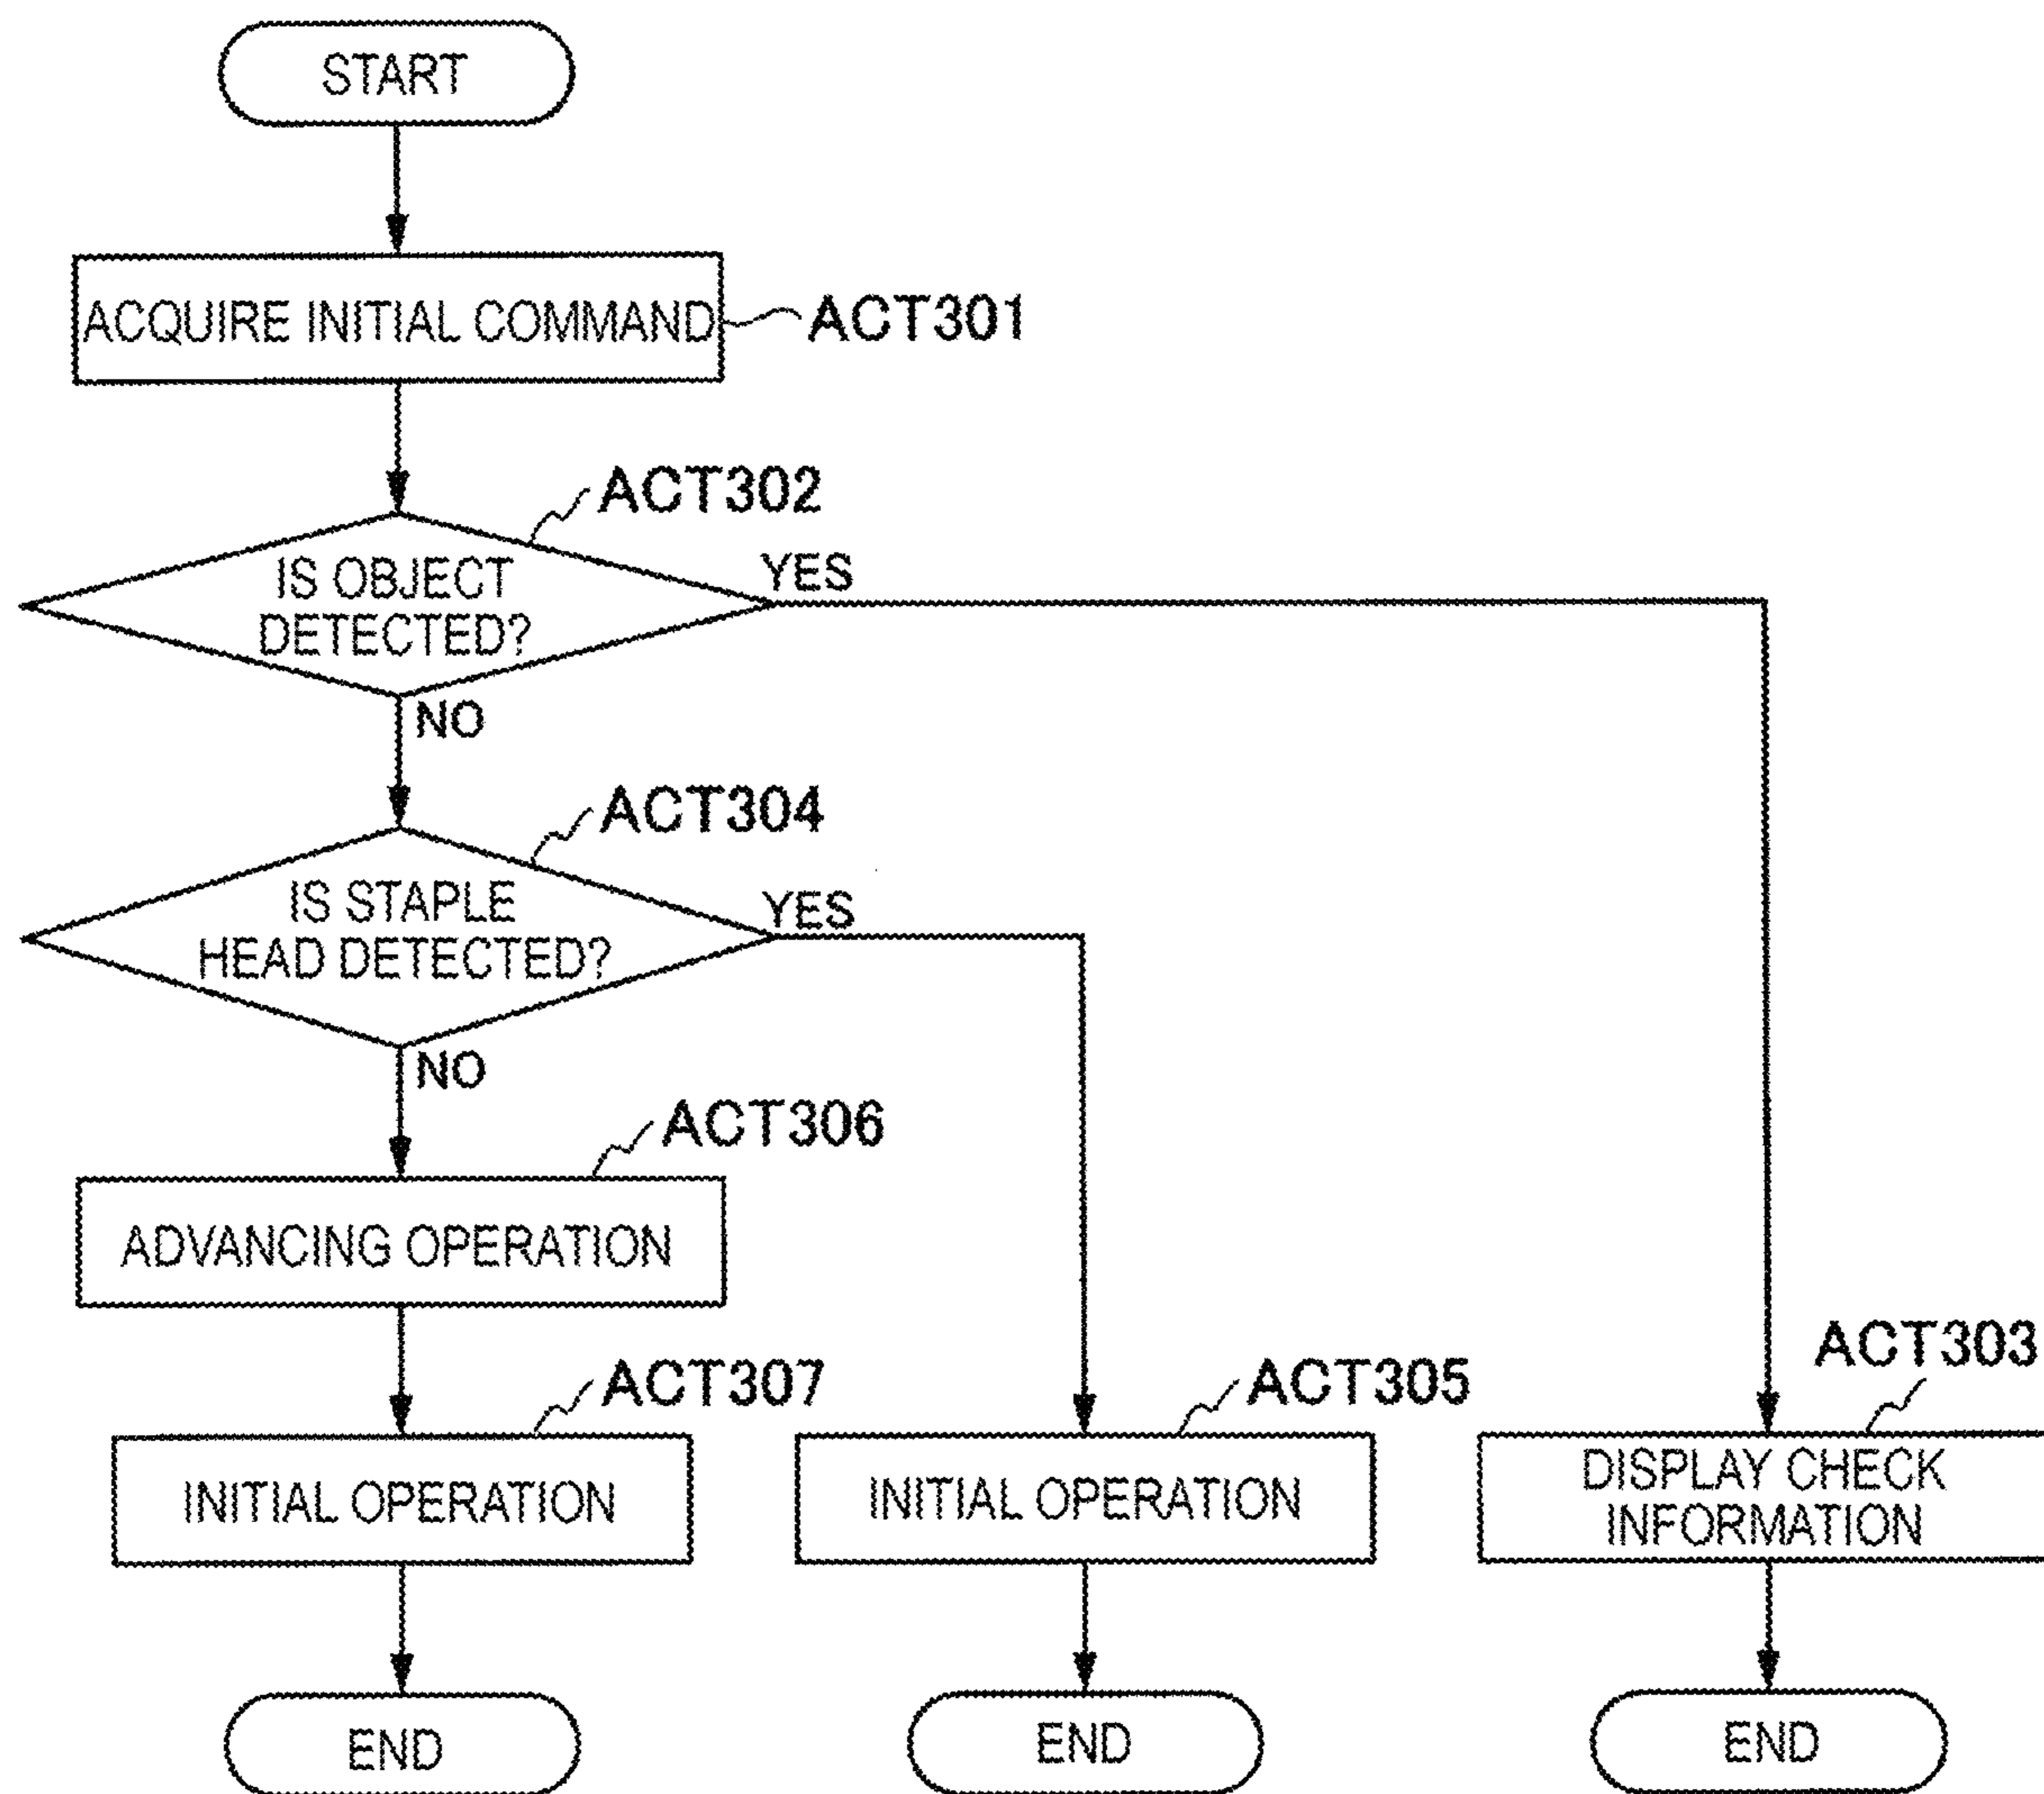 START
ACQUIRE INITIAL COMMAND
ACT301
ACT302
IS OBJECT
DETECTED?
YES
NO
ACT304
IS STAPLE
HEAD DETECTED?
YES
NO
ACT306
ADVANCING OPERATION
ACT307
INITIAL OPERATION
ACT305
INITIAL OPERATION
ACT303
DISPLAY CHECK
INFORMATION
END
END
END